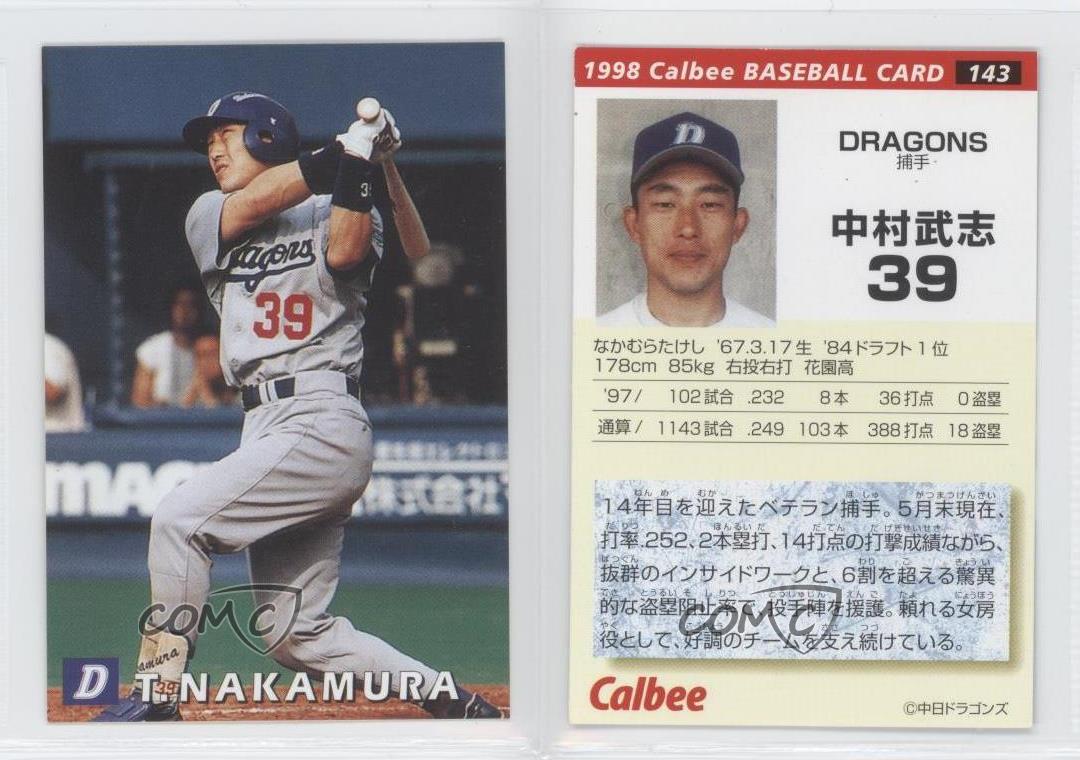 Dragons
39
39
MAC
株式会社マ
amura
39
D
T.NAKAMURA
COMC
1998 Calbee BASEBALL CARD 143
D
DRAGONS
捕手
中村武志
39
なかむらたけし '67.3.17生 '84ドラフト1位
178cm 85kg 右投右打 花園高
'97/ 102試合 .232 8本 36打点 0盗塁
通算/ 1143試合 .249 103本 388打点 18盗塁
14年目を迎えたベテラン捕手。5月末現在、
打率.252、2本塁打、14打点の打撃成績ながら、
抜群のインサイドワークと、6割を超える驚異
的な盗塁阻止率で、投手陣を援護。頼れる女房
役として、好調のチームを支え続けている。
COMC
Calbee
©中日ドラゴンズ